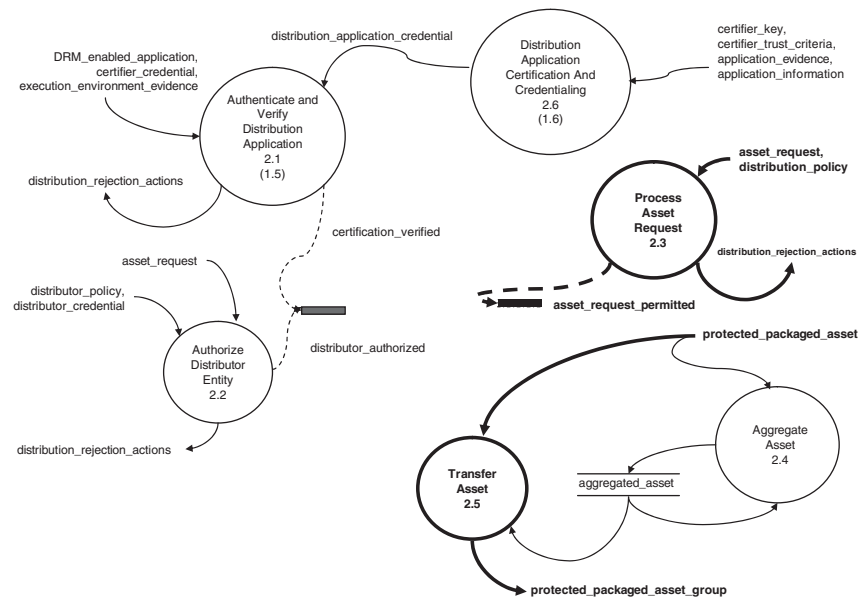 distribution_application_credential
DRM_enabled_application,
certifier_credential,
execution_environment_evidence
Authenticate and
Verify
Distribution
Application
2.1
(1.5)
Distribution
Application
Certification And
Credentialing
2.6
(1.6)
certifier_key,
certifier_trust_criteria,
application_evidence,
application_information
distribution_rejection_actions
certification_verified
asset_request,
distribution_policy
Process
Asset
Request
2.3
distribution_rejection_actions
asset_request_permitted
asset_request
distributor_policy,
distributor_credential
distributor_authorized
Authorize
Distributor
Entity
2.2
distribution_rejection_actions
protected_packaged_asset
Aggregate
Asset
2.4
aggregated_asset
Transfer
Asset
2.5
protected_packaged_asset_group